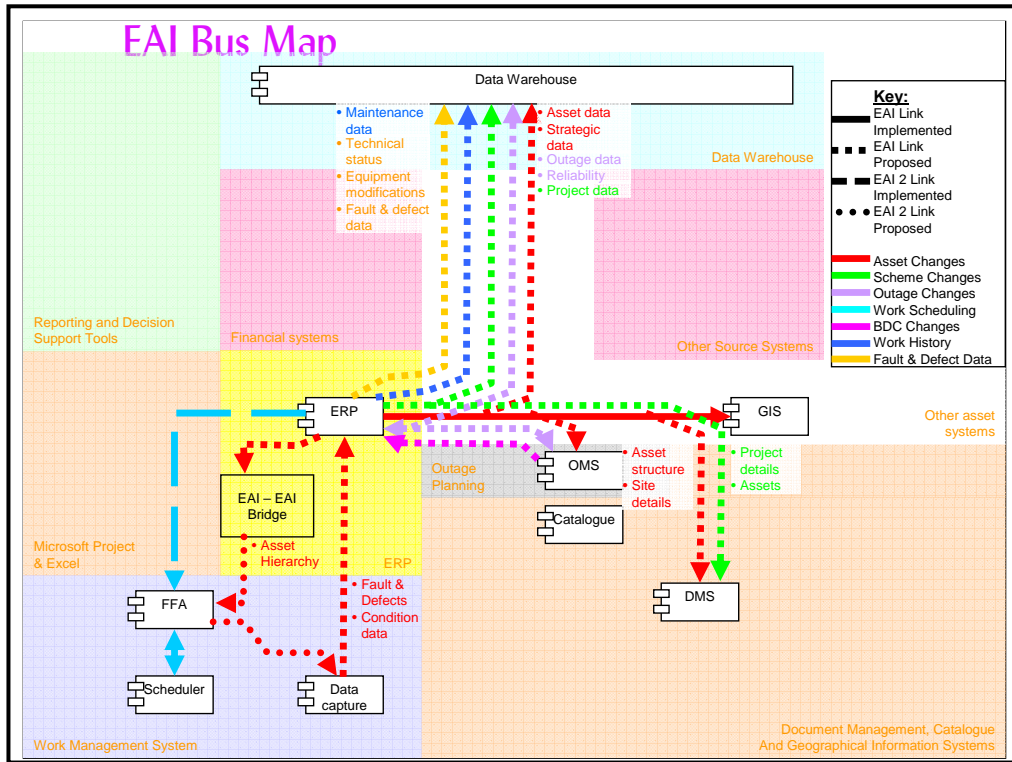 EAI Bus Map
Data Warehouse
• Maintenance
data
• Technical
status
• Equipment
modifications
• Fault & defect
data
• Asset data
• Strategic
data
• Outage data
• Reliability
• Project data
Data Warehouse
Key:
EAI Link
Implemented
EAI Link
Proposed
EAI 2 Link
Implemented
EAI 2 Link
Proposed
Asset Changes
Scheme Changes
Outage Changes
Work Scheduling
BDC Changes
Work History
Fault & Defect Data
Reporting and Decision
Support Tools
Financial systems
Other Source Systems
ERP
GIS
Other asset
systems
Outage
Planning
OMS
• Asset
structure
• Site
details
• Project
details
• Assets
EAI – EAI
Bridge
Catalogue
Microsoft Project
& Excel
• Asset
Hierarchy
ERP
FFA
• Fault &
Defects
• Condition
data
DMS
Scheduler
Data
capture
Work Management System
Document Management, Catalogue
And Geographical Information Systems